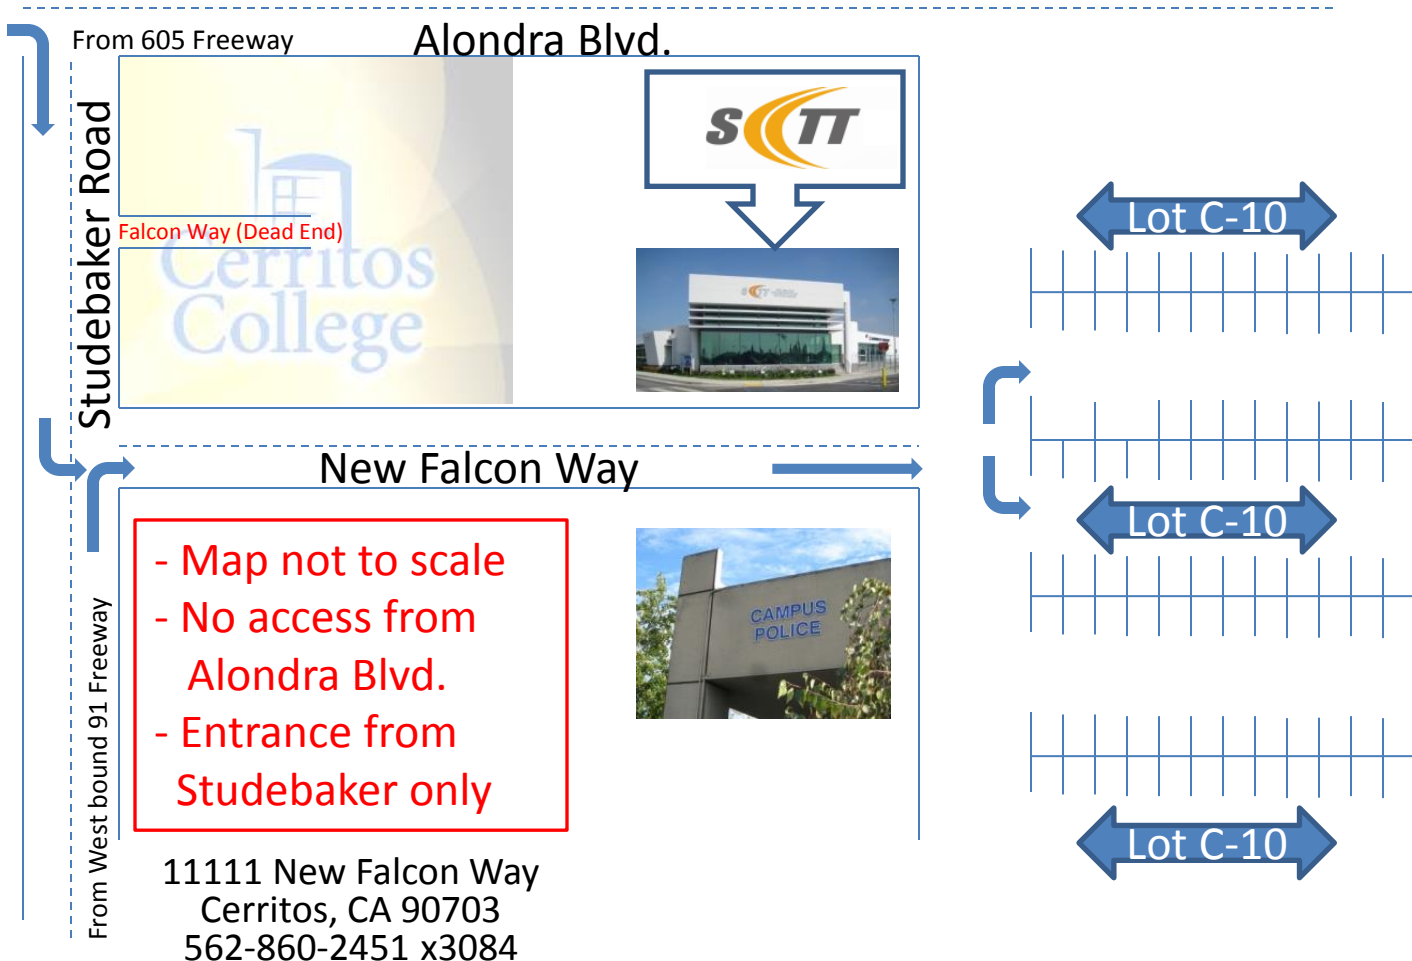 From 605 Freeway
Alondra Blvd.
Studebaker Road
SCTT
Falcon Way (Dead End)
Cerritos
College
Lot C-10
New Falcon Way
- Map not to scale
- No access from
Alondra Blvd.
- Entrance from
Studebaker only
CAMPUS
POLICE
Lot C-10
From West bound 91 Freeway
Lot C-10
11111 New Falcon Way
Cerritos, CA 90703
562-860-2451 x3084